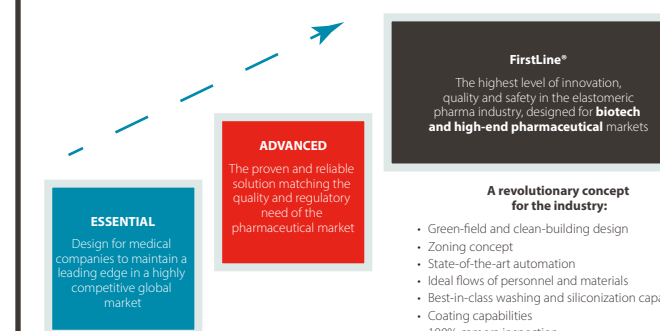 FirstLine®
The highest level of innovation,
quality and safety in the elastomeric
pharma industry, designed for biotech
and high-end pharmaceutical markets
ADVANCED
The proven and reliable
solution matching the
quality and regulatory
need of the
pharmaceutical market
ESSENTIAL
Design for medical
companies to maintain a
leading edge in a highly
competitive global
market
A revolutionary concept
for the industry:
• Green-field and clean-building design
• Zoning concept
• State-of-the-art automation
• Ideal flows of personnel and materials
• Best-in-class washing and siliconization
• Coating capabilities
• 100% camera inspection